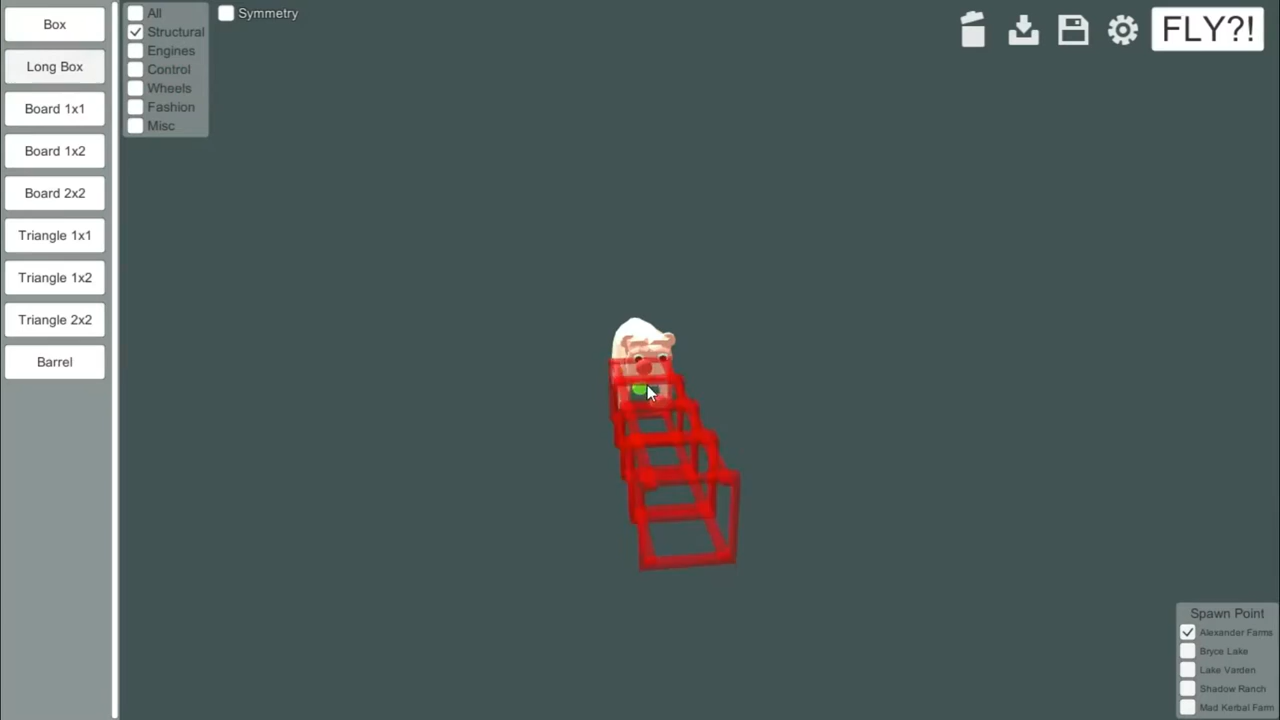 Box
Long Box
Board 1x1
Board 1x2
Board 2x2
Triangle 1x1
Triangle 1x2
Triangle 2x2
Barrel
All
Structural
Engines
Control
Wheels
Fashion
Misc
Symmetry
FLY?!
Spawn Point
Alexander Farms
Bryce Lake
Lake Varden
Shadow Ranch
Mad Kerbal Farm